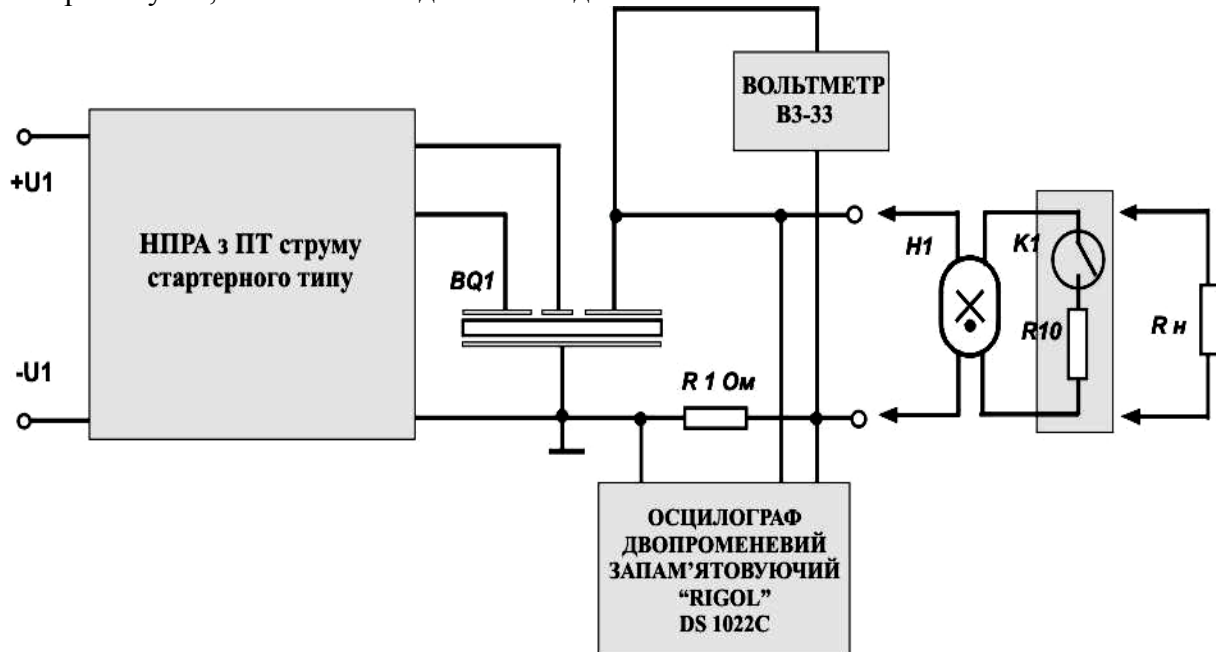 ВОЛЬТМЕТР
В3-33
+U1
НПРА з ПТ струму
стартерного типу
BQ1
H1
K1
R10
R н
-U1
R 1 Ом
ОСЦИЛОГРАФ
ДВОПРОМЕНЕВИЙ
ЗАПАМ’ЯТОВУЮЧИЙ
“RIGOL”
DS 1022C